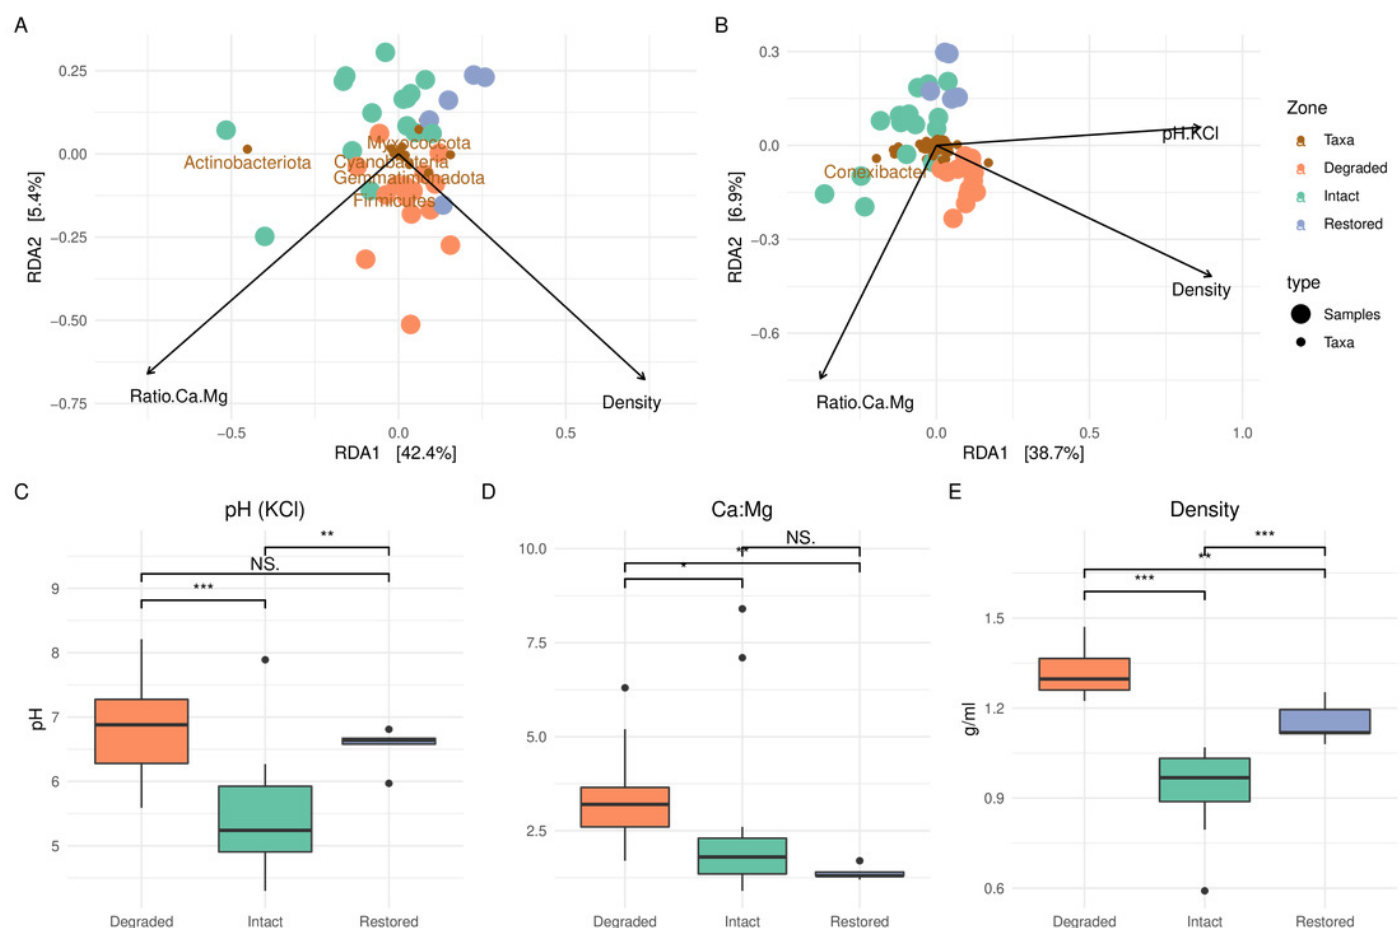 A
B
0.25
0.00
−0.25
−0.50
−0.75
RDA2 [5.4%]
Myxococcota
Actinobacteriota
Cyanobacteria
Gemmatimonadota
Firmicutes
Ratio.Ca.Mg
Density
−0.5
0.0
0.5
RDA1 [42.4%]
0.3
0.0
−0.3
−0.6
RDA2 [6.9%]
pH.KCl
Conexibacter
Density
Ratio.Ca.Mg
0.0
0.5
1.0
RDA1 [38.7%]
Zone
Taxa
Degraded
Intact
Restored
type
Samples
Taxa
C
pH (KCl)
**
NS.
***
9
8
7
6
5
pH
Degraded
Intact
Restored
D
Ca:Mg
NS.
**
*
10.0
7.5
5.0
2.5
Degraded
Intact
Restored
E
Density
***
**
***
1.5
1.2
0.9
0.6
g/ml
Degraded
Intact
Restored